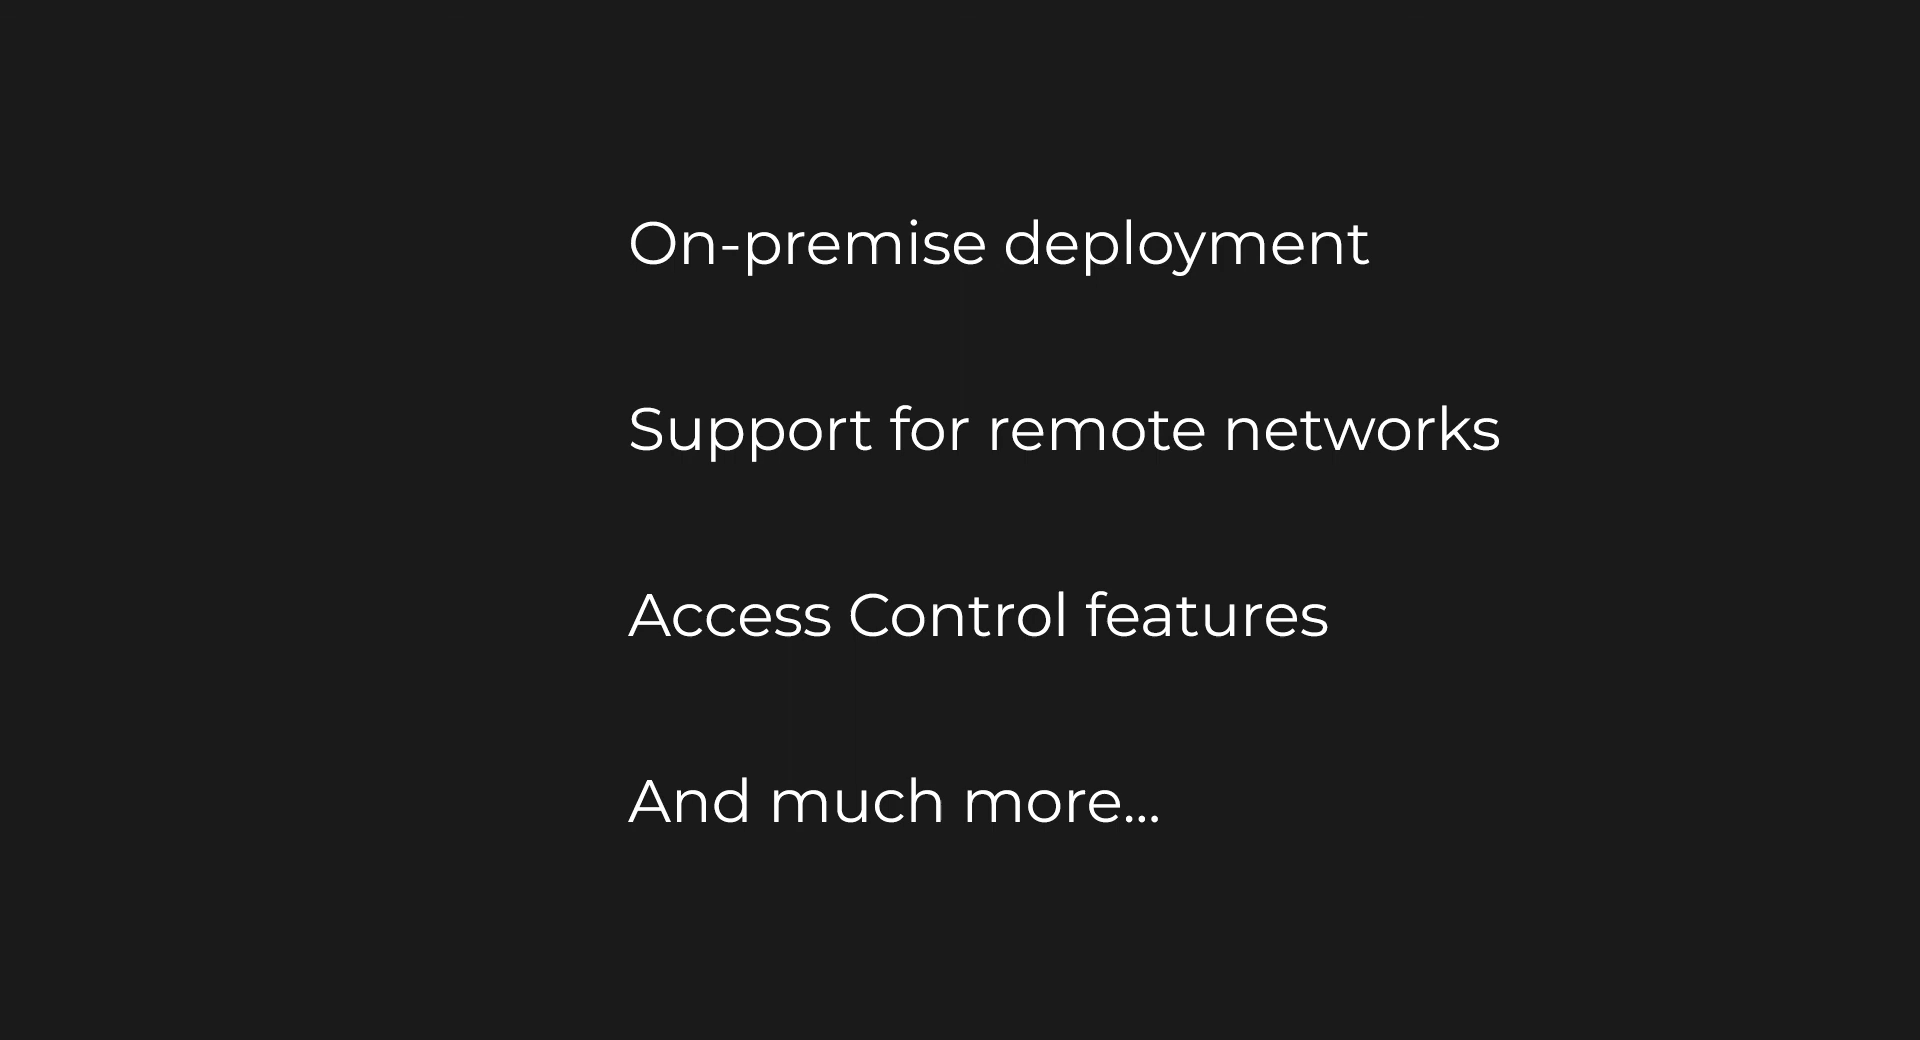 On-premise deployment
Support for remote networks
Access Control features
And much more...